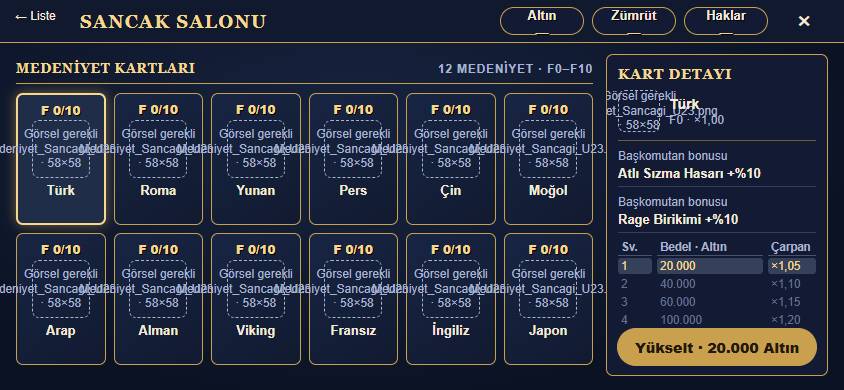 ← Liste
SANCAK SALONU
Altın
Zümrüt
Haklar
×
MEDENİYET KARTLARI
12 MEDENİYET · F0–F10
F 0/10
Görsel gerekli
· 58×58
Türk
F 0/10
Görsel gerekli
· 58×58
Roma
F 0/10
Görsel gerekli
· 58×58
Yunan
F 0/10
Görsel gerekli
· 58×58
Pers
F 0/10
Görsel gerekli
· 58×58
Çin
F 0/10
Görsel gerekli
· 58×58
Moğol
F 0/10
Görsel gerekli
· 58×58
Arap
F 0/10
Görsel gerekli
· 58×58
Alman
F 0/10
Görsel gerekli
· 58×58
Viking
F 0/10
Görsel gerekli
· 58×58
Fransız
F 0/10
Görsel gerekli
· 58×58
İngiliz
F 0/10
Görsel gerekli
· 58×58
Japon
KART DETAYI
Görsel gerekli
et_Sancagi_U23.png
· 58×58
Türk
F0 · ×1,00
Başkomutan bonusu
Atlı Sızma Hasarı +%10
Başkomutan bonusu
Rage Birikimi +%10
Sv. Bedel · Altın Çarpan
1 20.000 ×1,05
2 40.000 ×1,10
3 60.000 ×1,15
4 100.000 ×1,20
Yükselt · 20.000 Altın